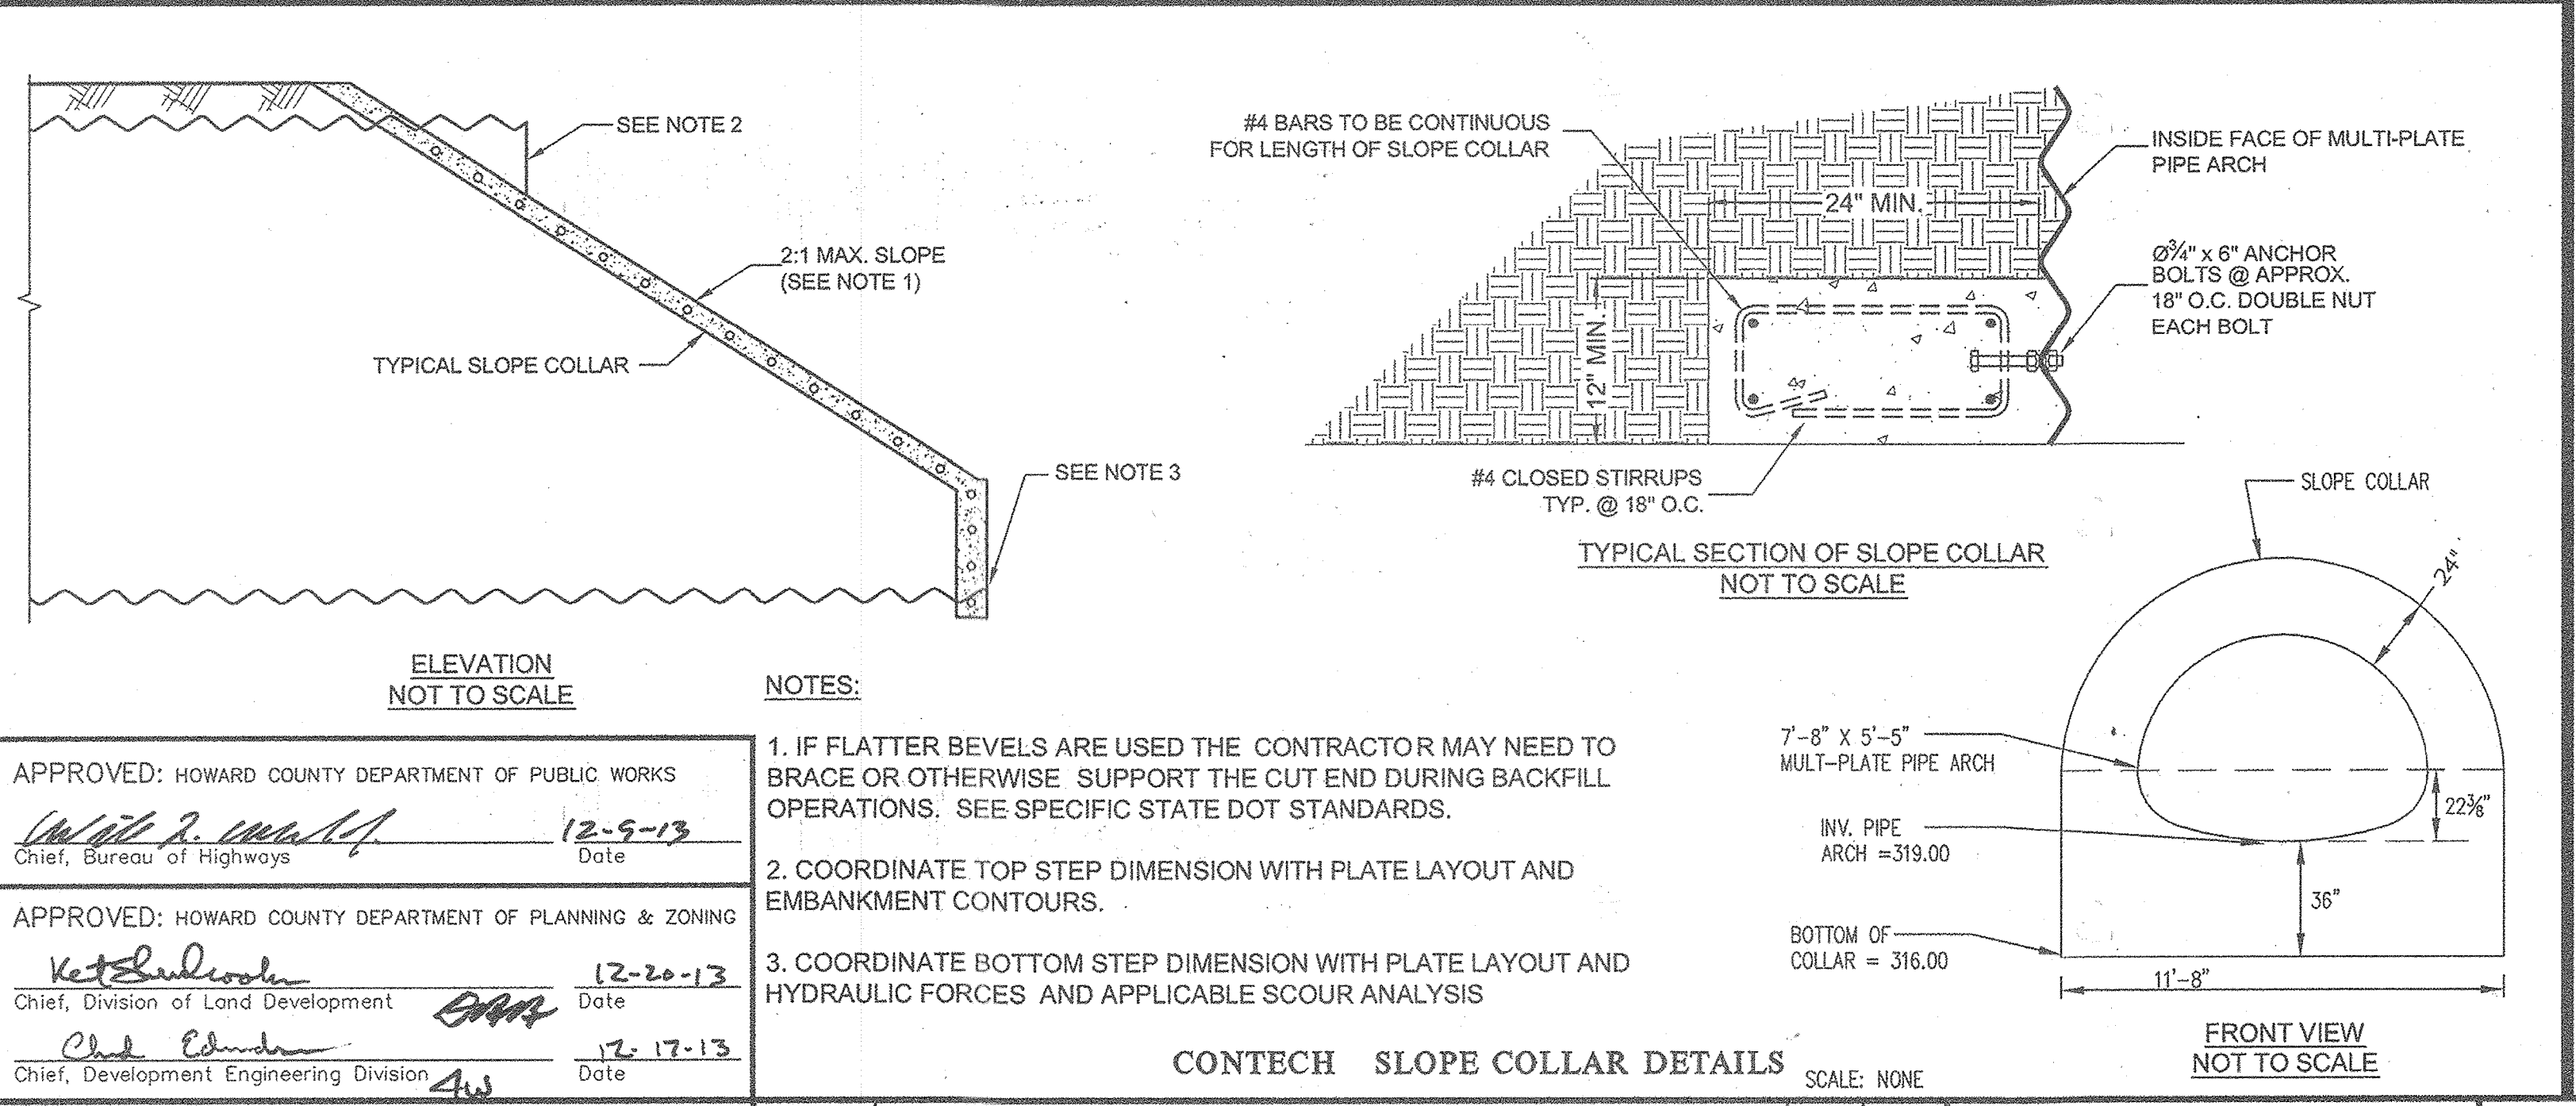 SEE NOTE 2
2:1 MAX. SLOPE
(SEE NOTE 1)
TYPICAL SLOPE COLLAR
SEE NOTE 3
ELEVATION
NOT TO SCALE
#4 BARS TO BE CONTINUOUS
FOR LENGTH OF SLOPE COLLAR
24" MIN.
12" MIN.
INSIDE FACE OF MULTI-PLATE
PIPE ARCH
Ø¾" x 6" ANCHOR
BOLTS @ APPROX.
18" O.C. DOUBLE NUT
EACH BOLT
#4 CLOSED STIRRUPS
TYP. @ 18" O.C.
TYPICAL SECTION OF SLOPE COLLAR
NOT TO SCALE
SLOPE COLLAR
24"
7'-8" X 5'-5"
MULT-PLATE PIPE ARCH
22⅜"
INV. PIPE
ARCH =319.00
36"
BOTTOM OF
COLLAR = 316.00
11'-8"
FRONT VIEW
NOT TO SCALE
NOTES:
1. IF FLATTER BEVELS ARE USED THE CONTRACTOR MAY NEED TO
BRACE OR OTHERWISE SUPPORT THE CUT END DURING BACKFILL
OPERATIONS. SEE SPECIFIC STATE DOT STANDARDS.
2. COORDINATE TOP STEP DIMENSION WITH PLATE LAYOUT AND
EMBANKMENT CONTOURS.
3. COORDINATE BOTTOM STEP DIMENSION WITH PLATE LAYOUT AND
HYDRAULIC FORCES AND APPLICABLE SCOUR ANALYSIS
CONTECH SLOPE COLLAR DETAILS
SCALE: NONE
APPROVED: HOWARD COUNTY DEPARTMENT OF PUBLIC WORKS
12-9-13
Chief, Bureau of Highways Date
APPROVED: HOWARD COUNTY DEPARTMENT OF PLANNING & ZONING
12-20-13
Chief, Division of Land Development Date
12-17-13
Chief, Development Engineering Division Date